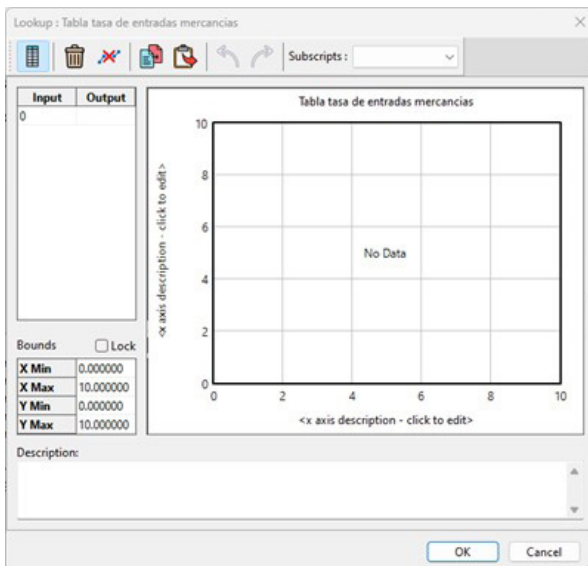 Lookup : Tabla tasa de entradas mercancias
Subscripts :
Input Output
0
Tabla tasa de entradas mercancias
10
8
6
4
2
0
<x axis description - click to edit>
No Data
0 2 4 6 8 10
<x axis description - click to edit>
Bounds Lock
X Min 0.000000
X Max 10.000000
Y Min 0.000000
Y Max 10.000000
Description:
OK Cancel